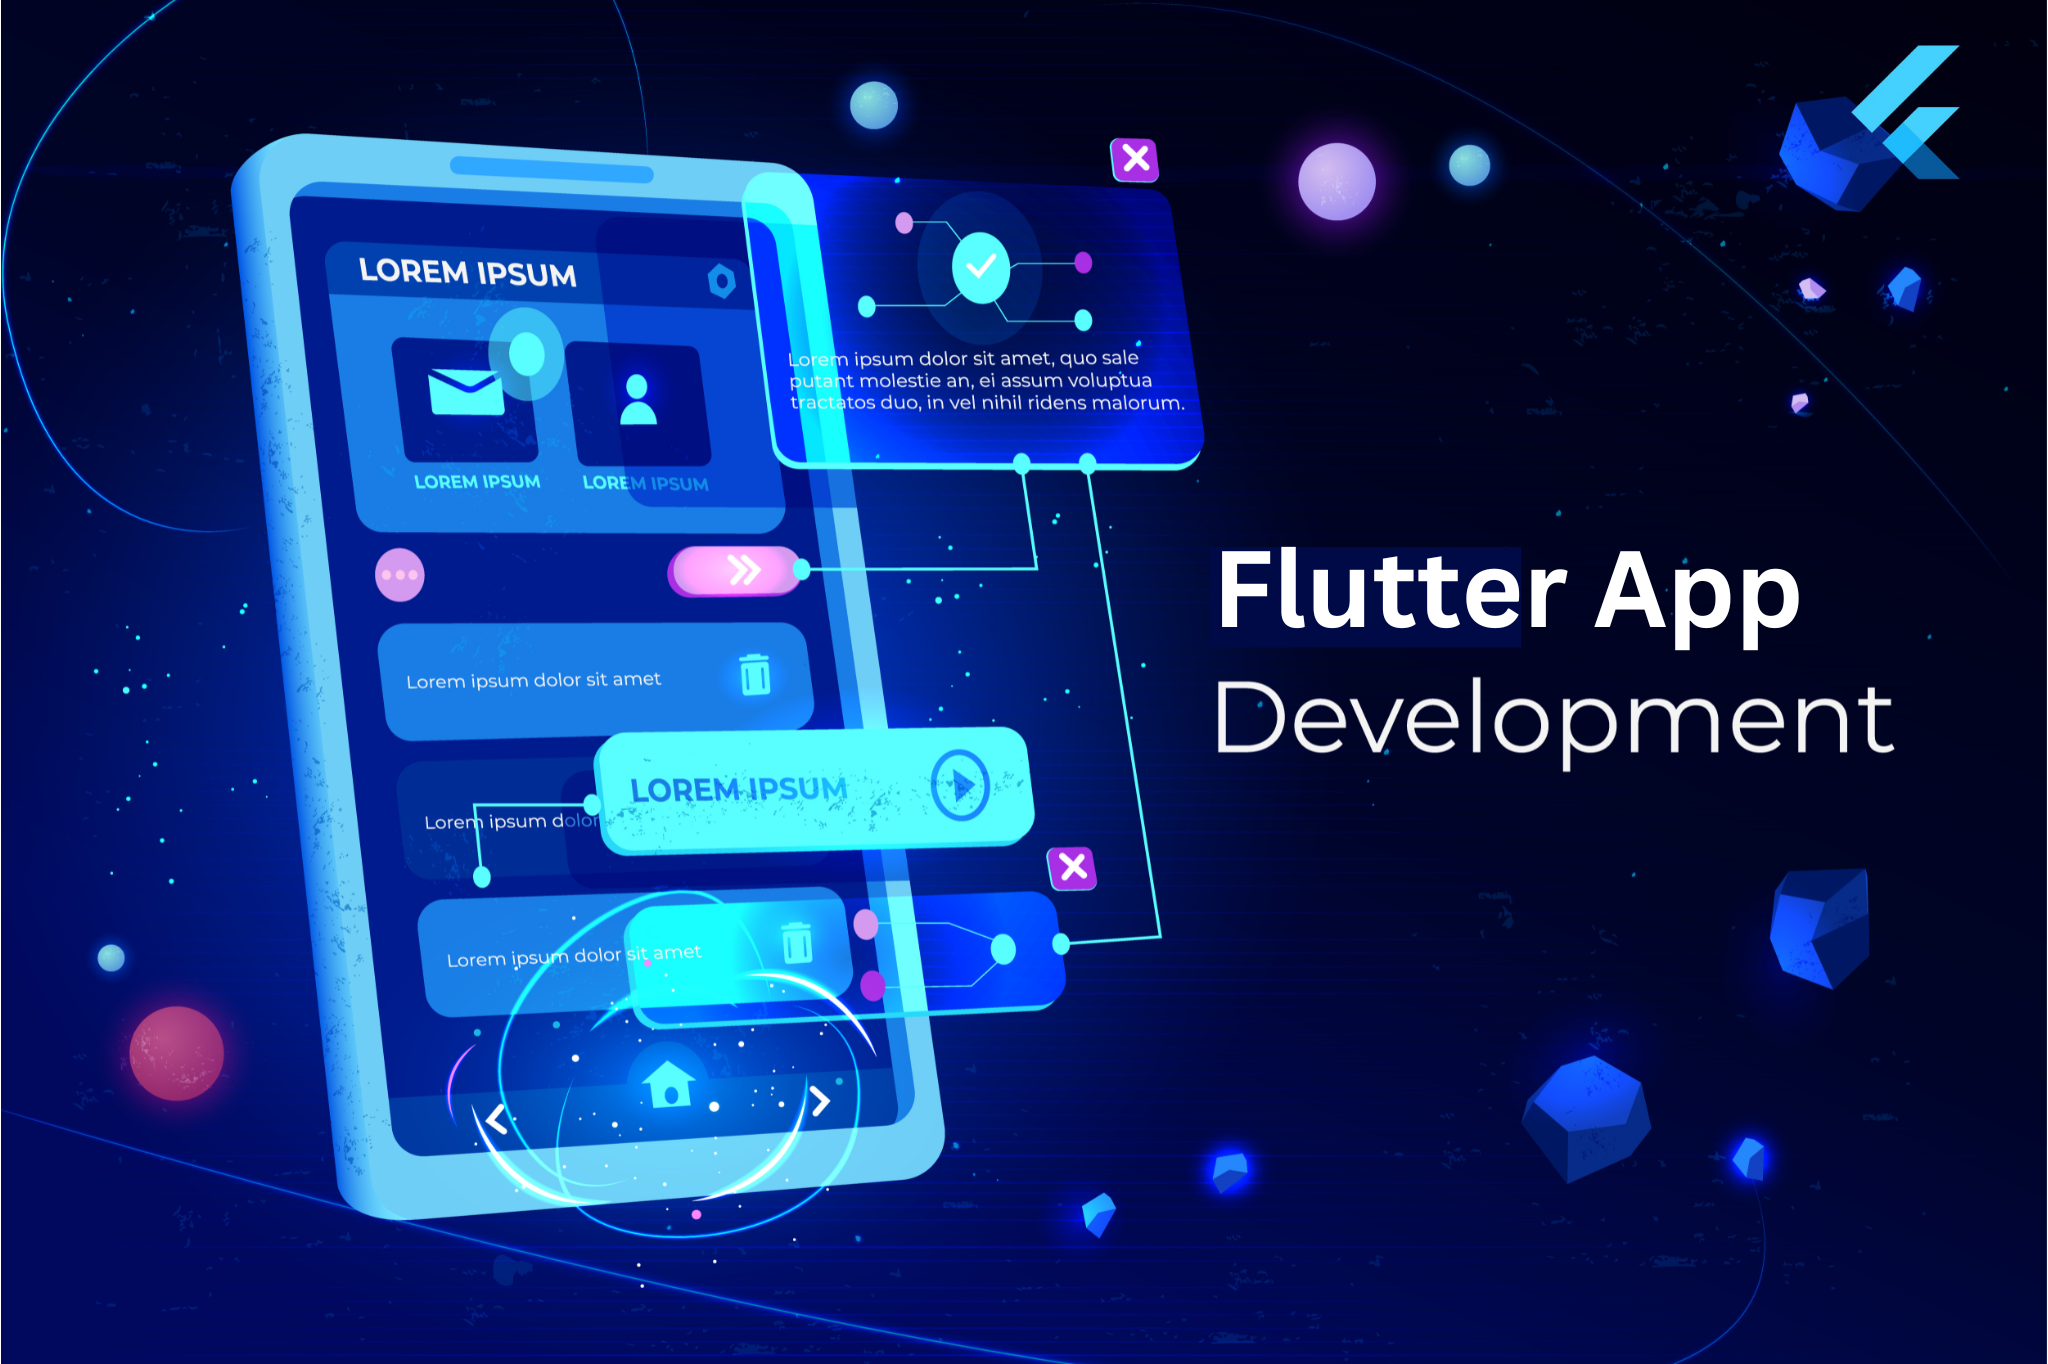 LOREM IPSUM
LOREM IPSUM
LOREM IPSUM
Lorem ipsum dolor sit amet, quo sale
putant molestie an, ei assum voluptua
tractatos duo, in vel nihil ridens malorum.
Lorem ipsum dolor sit amet
LOREM IPSUM
Lorem ipsum dolor
Lorem ipsum dolor sit amet
Flutter App
Development